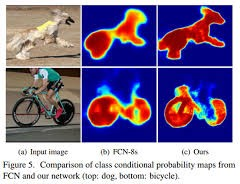 (a) Input image (b) FCN-8s (c) Ours
Figure 5. Comparison of class conditional probability maps from
FCN and our network (top: dog, bottom: bicycle).